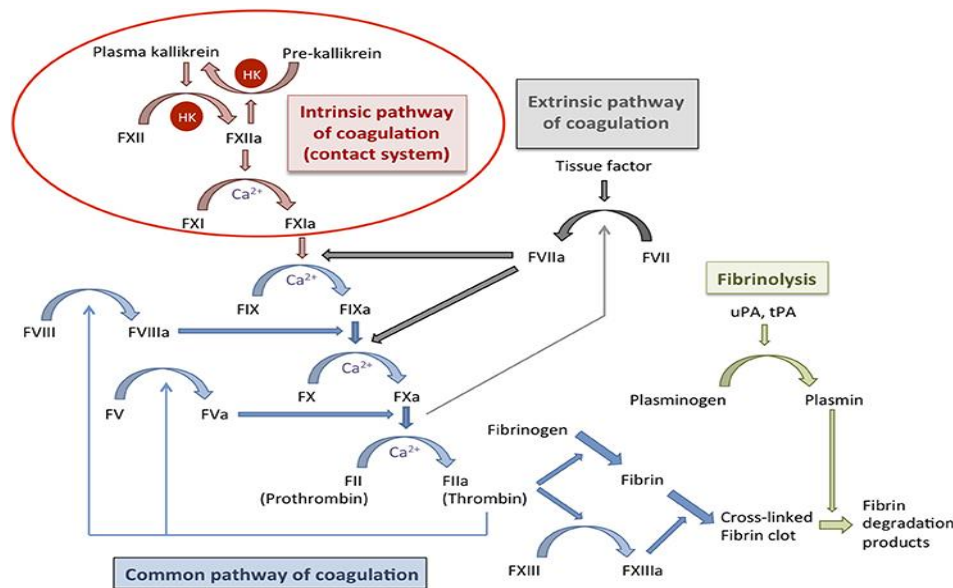 Plasma kallikrein
Pre-kallikrein
HK
HK
FXII
FXIIa
Intrinsic pathway
of coagulation
(contact system)
Ca2+
FXI
FXIa
Extrinsic pathway
of coagulation
Tissue factor
FVIIa
FVII
Ca2+
FIX
FIXa
FVIII
FVIIIa
Ca2+
FX
FXa
FV
FVa
Ca2+
FII
(Prothrombin)
FIIa
(Thrombin)
Fibrinogen
Fibrin
FXIII
FXIIIa
Cross-linked
Fibrin clot
Fibrinolysis
uPA, tPA
Plasminogen
Plasmin
Fibrin
degradation
products
Common pathway of coagulation